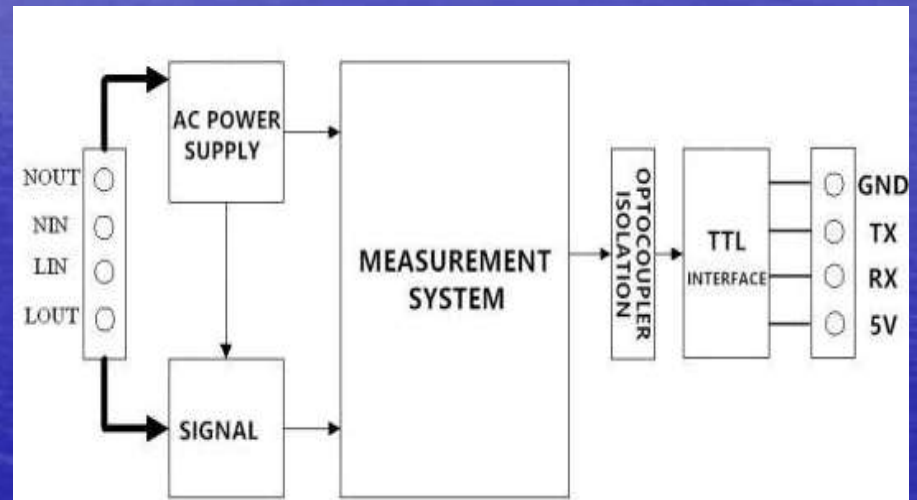 NOUT
NIN
LIN
LOUT
AC POWER
SUPPLY
SIGNAL
MEASUREMENT
SYSTEM
OPTOCOUPLER
ISOLATION
TTL
INTERFACE
GND
TX
RX
5V